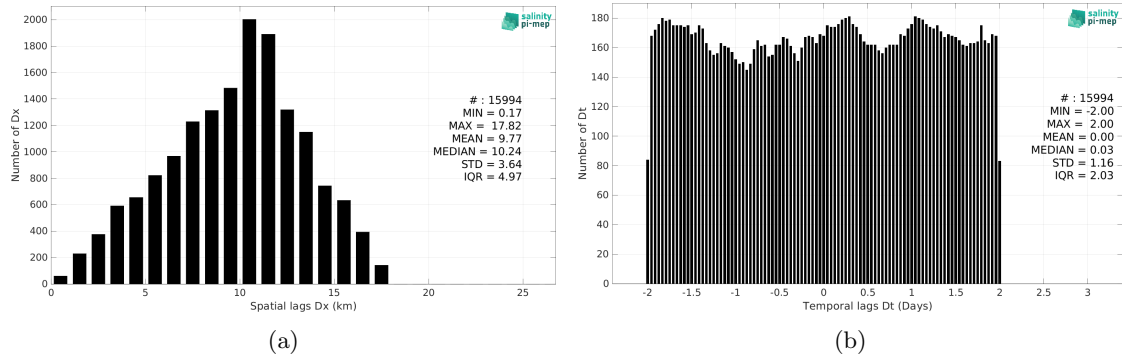 2000
1800
1600
1400
1200
1000
800
600
400
200
0
Number of Dx
0 5 10 15 20 25
Spatial lags Dx (km)
salinity
pi-mep
# : 15994
MIN = 0.17
MAX = 17.82
MEAN = 9.77
MEDIAN = 10.24
STD = 3.64
IQR = 4.97
(a)
180
160
140
120
100
80
60
40
20
0
Number of Dt
-2 -1.5 -1 -0.5 0 0.5 1 1.5 2 2.5 3
Temporal lags Dt (Days)
salinity
pi-mep
# : 15994
MIN = -2.00
MAX = 2.00
MEAN = 0.00
MEDIAN = 0.03
STD = 1.16
IQR = 2.03
(b)